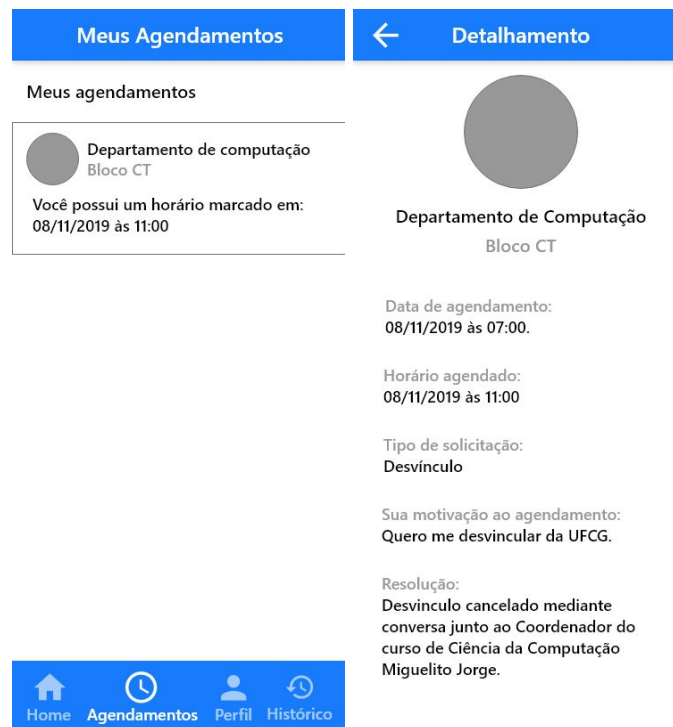 Meus Agendamentos
Meus agendamentos
Departamento de computação
Bloco CT
Você possui um horário marcado em:
08/11/2019 às 11:00
Home Agendamentos Perfil Histórico
Detalhamento
Departamento de Computação
Bloco CT
Data de agendamento:
08/11/2019 às 07:00.
Horário agendado:
08/11/2019 às 11:00
Tipo de solicitação:
Desvínculo
Sua motivação ao agendamento:
Quero me desvincular da UFCG.
Resolução:
Desvinculo cancelado mediante
conversa junto ao Coordenador do
curso de Ciência da Computação
Miguelito Jorge.